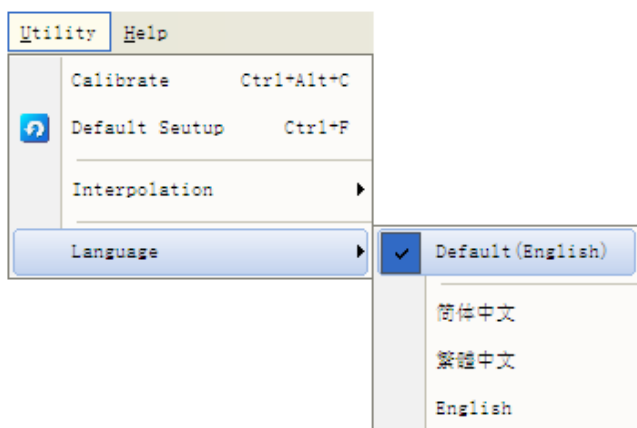 Utility Help
Calibrate Ctrl+Alt+C
Default Seutup Ctrl+F
Interpolation
Language
Default(English)
简体中文
繁體中文
English